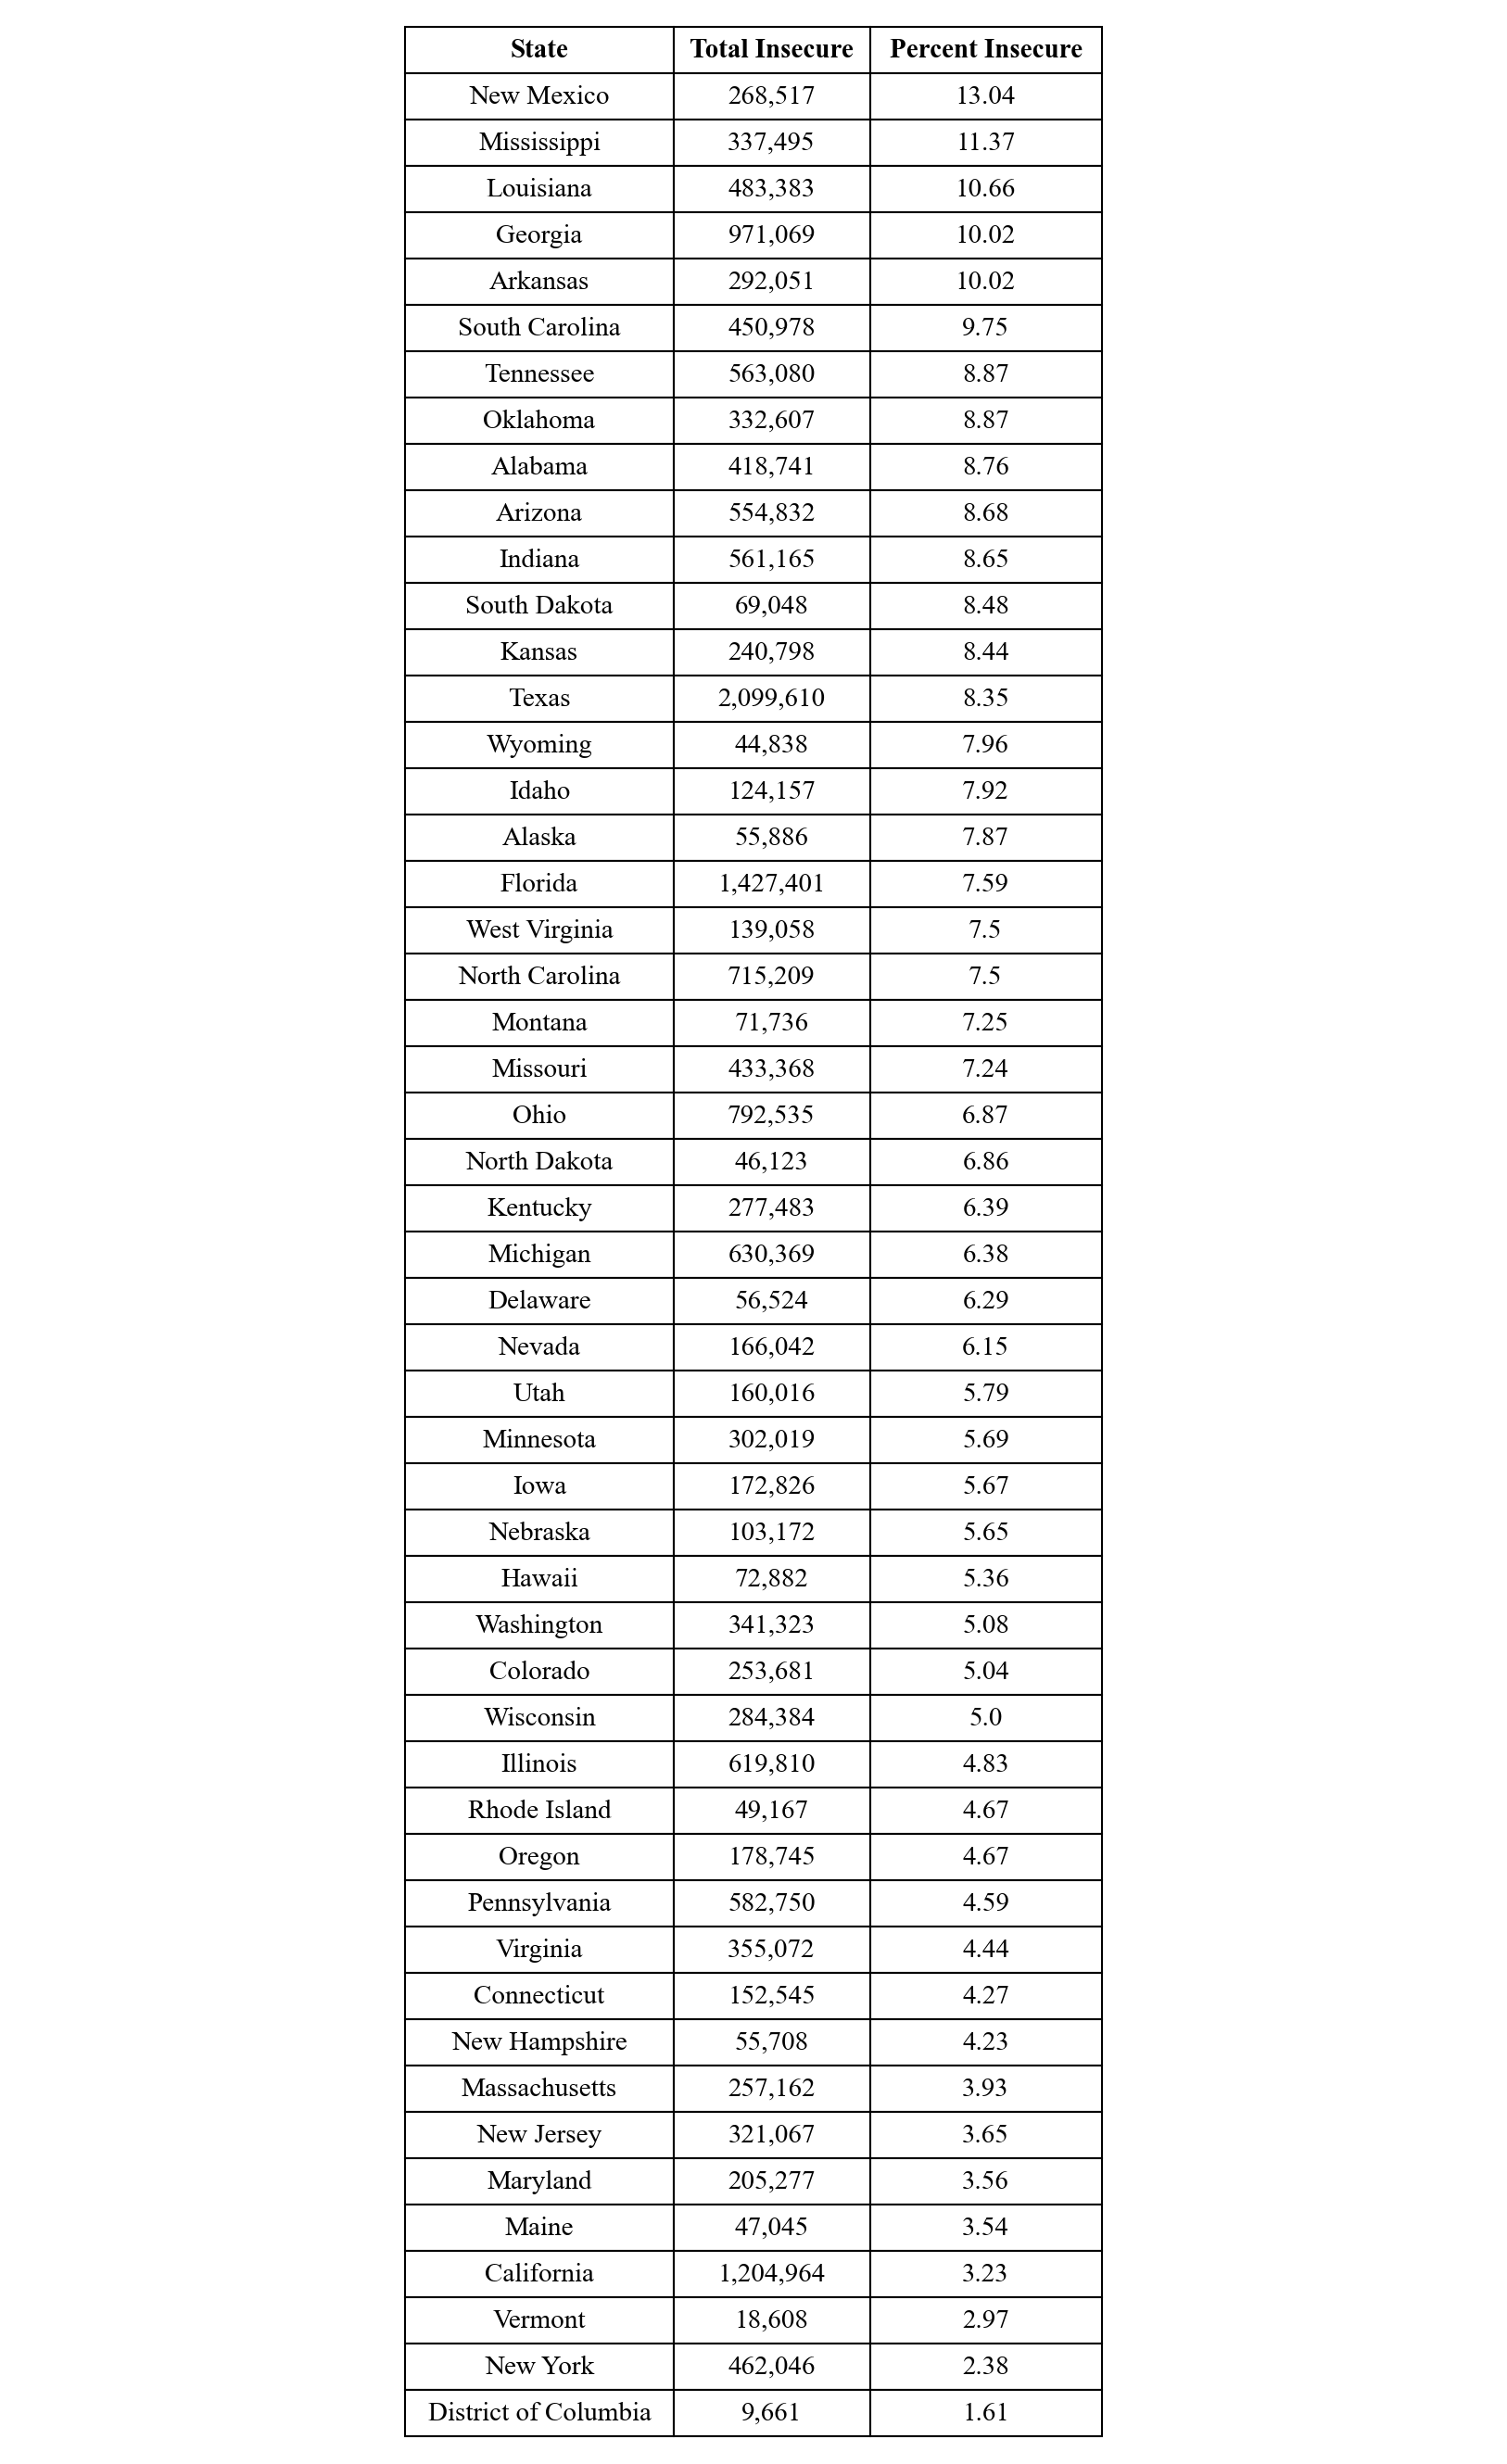 State Total Insecure Percent Insecure
New Mexico 268,517 13.04
Mississippi 337,495 11.37
Louisiana 483,383 10.66
Georgia 971,069 10.02
Arkansas 292,051 10.02
South Carolina 450,978 9.75
Tennessee 563,080 8.87
Oklahoma 332,607 8.87
Alabama 418,741 8.76
Arizona 554,832 8.68
Indiana 561,165 8.65
South Dakota 69,048 8.48
Kansas 240,798 8.44
Texas 2,099,610 8.35
Wyoming 44,838 7.96
Idaho 124,157 7.92
Alaska 55,886 7.87
Florida 1,427,401 7.59
West Virginia 139,058 7.5
North Carolina 715,209 7.5
Montana 71,736 7.25
Missouri 433,368 7.24
Ohio 792,535 6.87
North Dakota 46,123 6.86
Kentucky 277,483 6.39
Michigan 630,369 6.38
Delaware 56,524 6.29
Nevada 166,042 6.15
Utah 160,016 5.79
Minnesota 302,019 5.69
Iowa 172,826 5.67
Nebraska 103,172 5.65
Hawaii 72,882 5.36
Washington 341,323 5.08
Colorado 253,681 5.04
Wisconsin 284,384 5.0
Illinois 619,810 4.83
Rhode Island 49,167 4.67
Oregon 178,745 4.67
Pennsylvania 582,750 4.59
Virginia 355,072 4.44
Connecticut 152,545 4.27
New Hampshire 55,708 4.23
Massachusetts 257,162 3.93
New Jersey 321,067 3.65
Maryland 205,277 3.56
Maine 47,045 3.54
California 1,204,964 3.23
Vermont 18,608 2.97
New York 462,046 2.38
District of Columbia 9,661 1.61